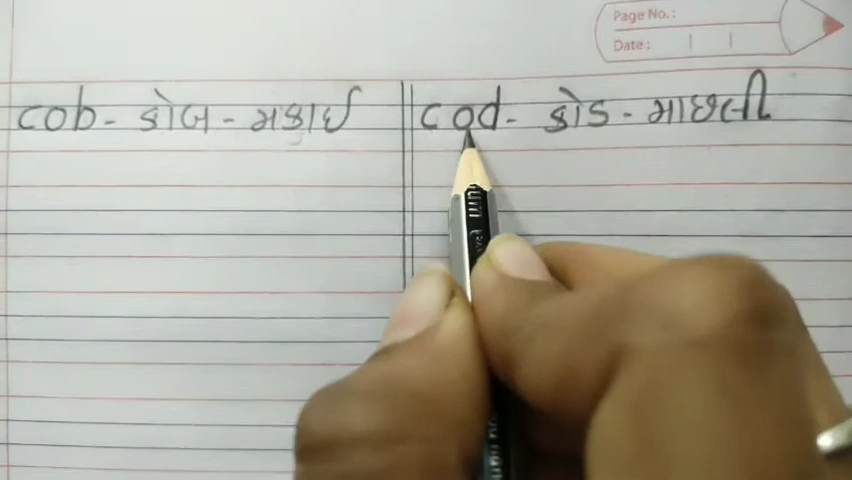 Page No.:
Date:
cob - કોબ - મકાઈ
cod - કોડ - માછલી